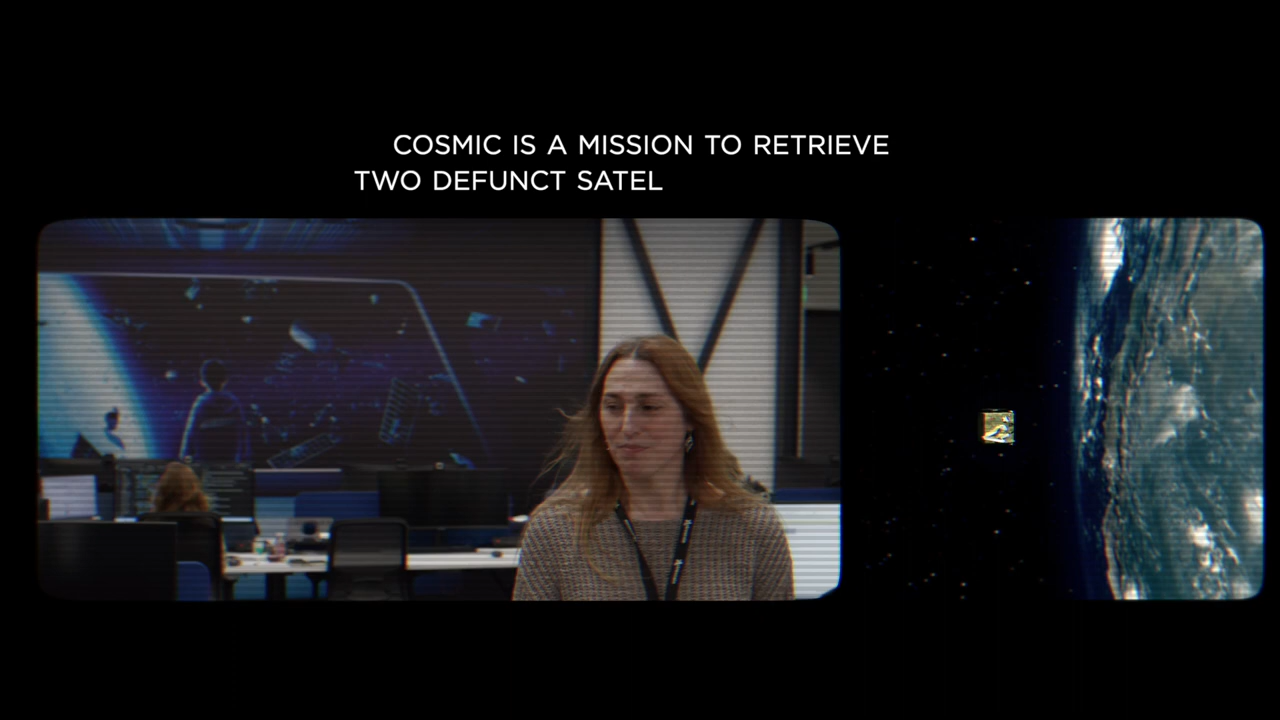 COSMIC IS A MISSION TO RETRIEVE
TWO DEFUNCT SATEL